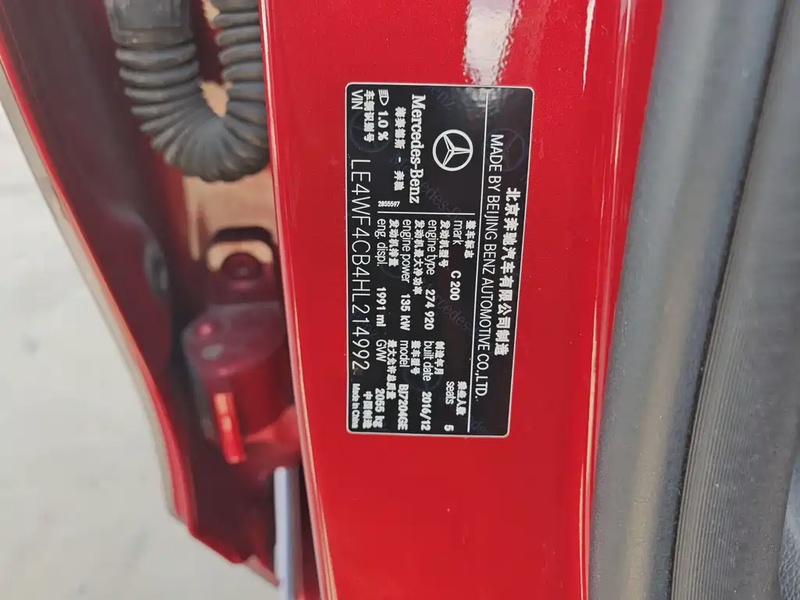 北京奔驰汽车有限公司制造
MADE BY BEIJING BENZ AUTOMOTIVE CO.,LTD.
整车标志 乘坐人数
mark C 200 seats 5
发动机型号 制造年月
engine type 274 920 built date 2016/12
Mercedes-Benz
发动机最大净功率 整车型号
engine power 135 kW model BJ7204GE
梅赛德斯 - 奔驰 2855597
发动机排量 最大允许总质量
eng. displ. 1991 ml GVW 2055 kg
1.0 %
车辆识别号 中国制造
VIN LE4WF4CB4HL214992 Made in China